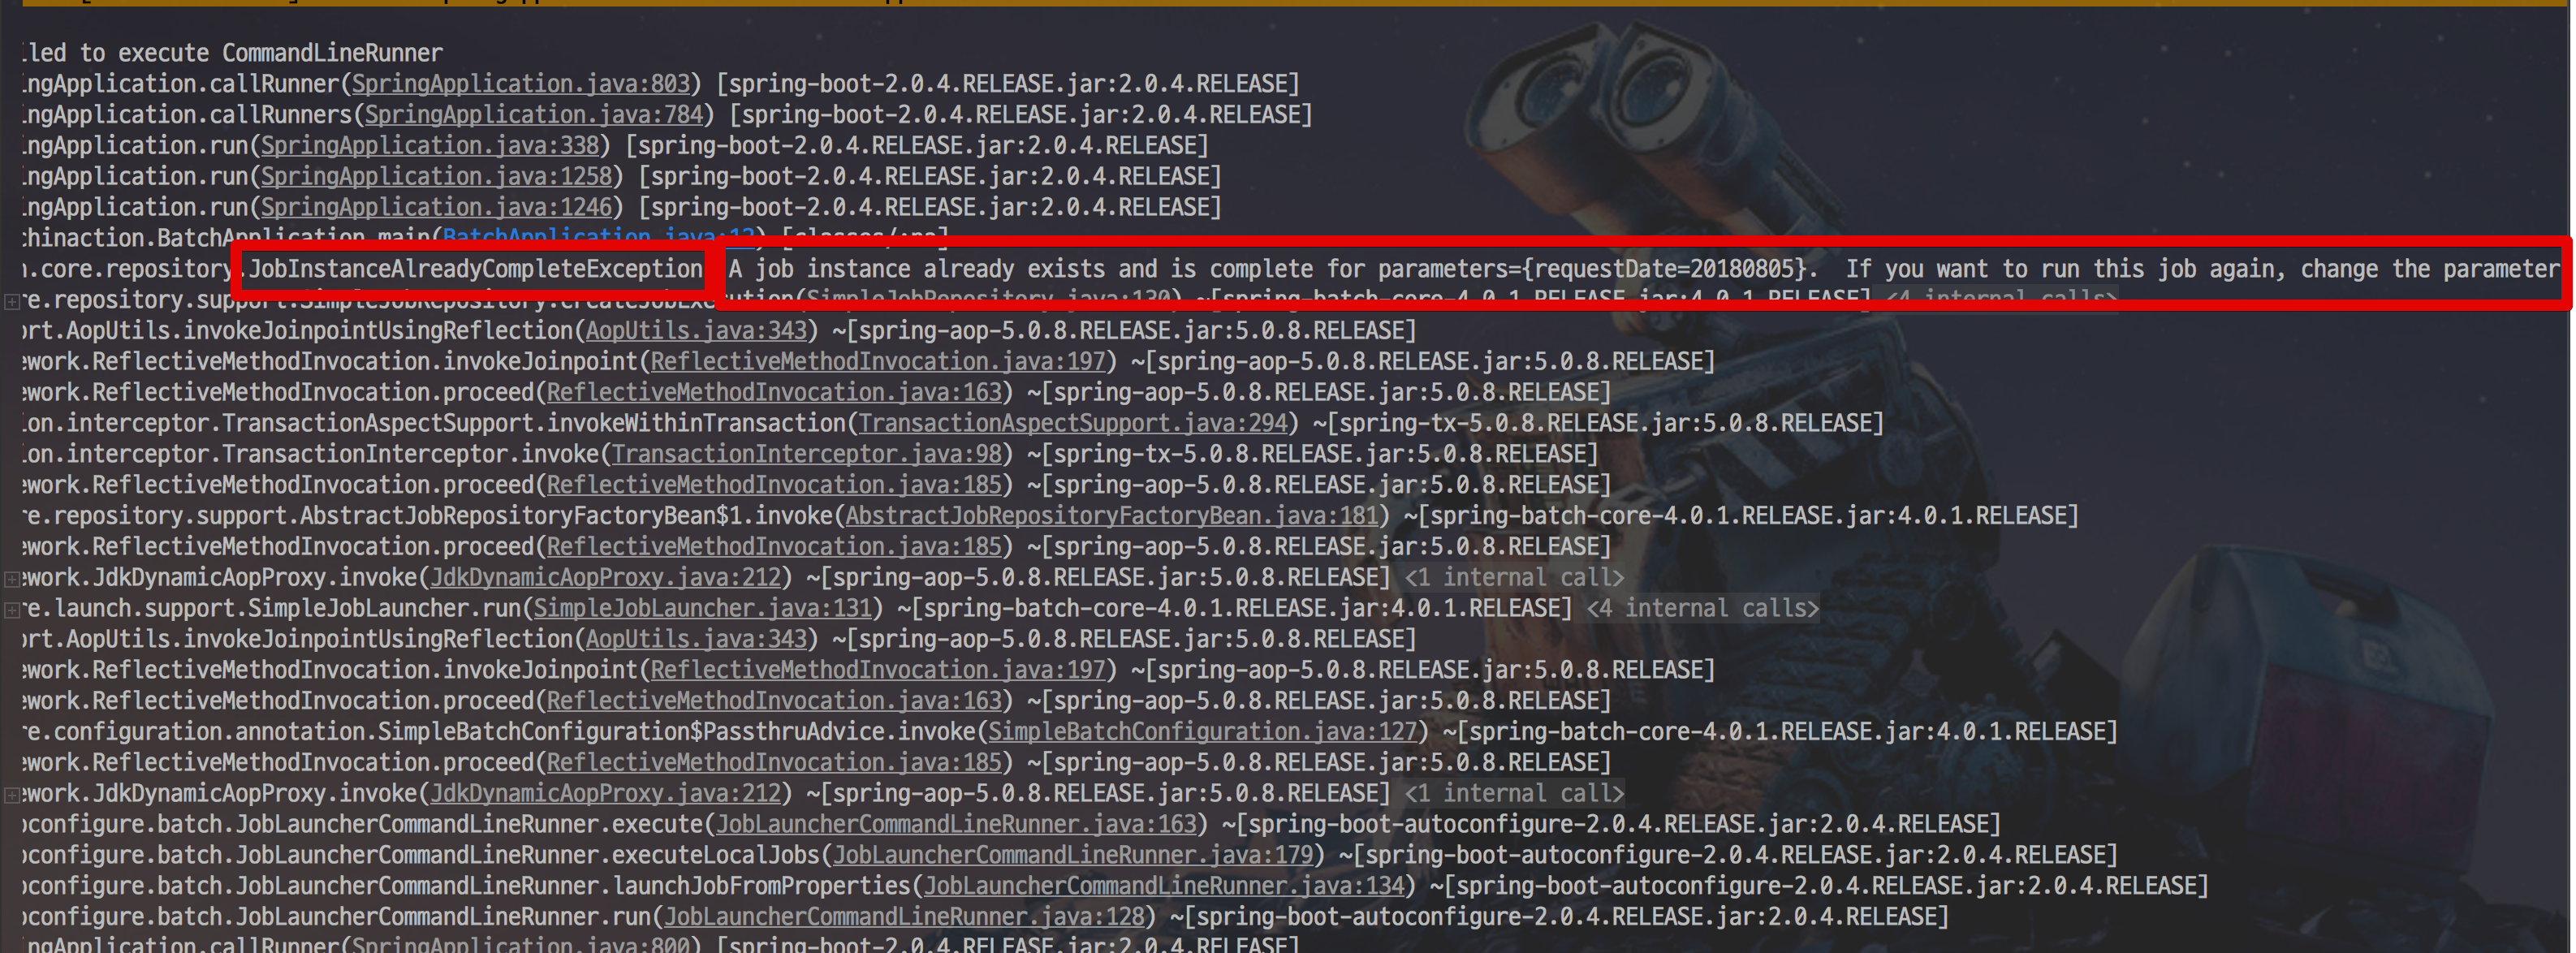 led to execute CommandLineRunner
ingApplication.callRunner(SpringApplication.java:803) [spring-boot-2.0.4.RELEASE.jar:2.0.4.RELEASE]
ingApplication.callRunners(SpringApplication.java:784) [spring-boot-2.0.4.RELEASE.jar:2.0.4.RELEASE]
ingApplication.run(SpringApplication.java:338) [spring-boot-2.0.4.RELEASE.jar:2.0.4.RELEASE]
ingApplication.run(SpringApplication.java:1258) [spring-boot-2.0.4.RELEASE.jar:2.0.4.RELEASE]
ingApplication.run(SpringApplication.java:1246) [spring-boot-2.0.4.RELEASE.jar:2.0.4.RELEASE]
chinaction.BatchApplication.main(BatchApplication.java:12) [classes/:na]
n.core.repository.JobInstanceAlreadyCompleteException A job instance already exists and is complete for parameters={requestDate=20180805}.  If you want to run this job again, change the parameter
re.repository.support.SimpleJobRepository.createJobExecution(SimpleJobRepository.java:130) ~[spring-batch-core-4.0.1.RELEASE.jar:4.0.1.RELEASE] <4 internal calls>
ort.AopUtils.invokeJoinpointUsingReflection(AopUtils.java:343) ~[spring-aop-5.0.8.RELEASE.jar:5.0.8.RELEASE]
ework.ReflectiveMethodInvocation.invokeJoinpoint(ReflectiveMethodInvocation.java:197) ~[spring-aop-5.0.8.RELEASE.jar:5.0.8.RELEASE]
ework.ReflectiveMethodInvocation.proceed(ReflectiveMethodInvocation.java:163) ~[spring-aop-5.0.8.RELEASE.jar:5.0.8.RELEASE]
ion.interceptor.TransactionAspectSupport.invokeWithinTransaction(TransactionAspectSupport.java:294) ~[spring-tx-5.0.8.RELEASE.jar:5.0.8.RELEASE]
ion.interceptor.TransactionInterceptor.invoke(TransactionInterceptor.java:98) ~[spring-tx-5.0.8.RELEASE.jar:5.0.8.RELEASE]
ework.ReflectiveMethodInvocation.proceed(ReflectiveMethodInvocation.java:185) ~[spring-aop-5.0.8.RELEASE.jar:5.0.8.RELEASE]
re.repository.support.AbstractJobRepositoryFactoryBean$1.invoke(AbstractJobRepositoryFactoryBean.java:181) ~[spring-batch-core-4.0.1.RELEASE.jar:4.0.1.RELEASE]
ework.ReflectiveMethodInvocation.proceed(ReflectiveMethodInvocation.java:185) ~[spring-aop-5.0.8.RELEASE.jar:5.0.8.RELEASE]
ework.JdkDynamicAopProxy.invoke(JdkDynamicAopProxy.java:212) ~[spring-aop-5.0.8.RELEASE.jar:5.0.8.RELEASE] <1 internal call>
re.launch.support.SimpleJobLauncher.run(SimpleJobLauncher.java:131) ~[spring-batch-core-4.0.1.RELEASE.jar:4.0.1.RELEASE] <4 internal calls>
ort.AopUtils.invokeJoinpointUsingReflection(AopUtils.java:343) ~[spring-aop-5.0.8.RELEASE.jar:5.0.8.RELEASE]
ework.ReflectiveMethodInvocation.invokeJoinpoint(ReflectiveMethodInvocation.java:197) ~[spring-aop-5.0.8.RELEASE.jar:5.0.8.RELEASE]
ework.ReflectiveMethodInvocation.proceed(ReflectiveMethodInvocation.java:163) ~[spring-aop-5.0.8.RELEASE.jar:5.0.8.RELEASE]
re.configuration.annotation.SimpleBatchConfiguration$PassthruAdvice.invoke(SimpleBatchConfiguration.java:127) ~[spring-batch-core-4.0.1.RELEASE.jar:4.0.1.RELEASE]
ework.ReflectiveMethodInvocation.proceed(ReflectiveMethodInvocation.java:185) ~[spring-aop-5.0.8.RELEASE.jar:5.0.8.RELEASE]
ework.JdkDynamicAopProxy.invoke(JdkDynamicAopProxy.java:212) ~[spring-aop-5.0.8.RELEASE.jar:5.0.8.RELEASE] <1 internal call>
oconfigure.batch.JobLauncherCommandLineRunner.execute(JobLauncherCommandLineRunner.java:163) ~[spring-boot-autoconfigure-2.0.4.RELEASE.jar:2.0.4.RELEASE]
oconfigure.batch.JobLauncherCommandLineRunner.executeLocalJobs(JobLauncherCommandLineRunner.java:179) ~[spring-boot-autoconfigure-2.0.4.RELEASE.jar:2.0.4.RELEASE]
oconfigure.batch.JobLauncherCommandLineRunner.launchJobFromProperties(JobLauncherCommandLineRunner.java:134) ~[spring-boot-autoconfigure-2.0.4.RELEASE.jar:2.0.4.RELEASE]
oconfigure.batch.JobLauncherCommandLineRunner.run(JobLauncherCommandLineRunner.java:128) ~[spring-boot-autoconfigure-2.0.4.RELEASE.jar:2.0.4.RELEASE]
ingApplication.callRunner(SpringApplication.java:800) [spring-boot-2.0.4.RELEASE.jar:2.0.4.RELEASE]